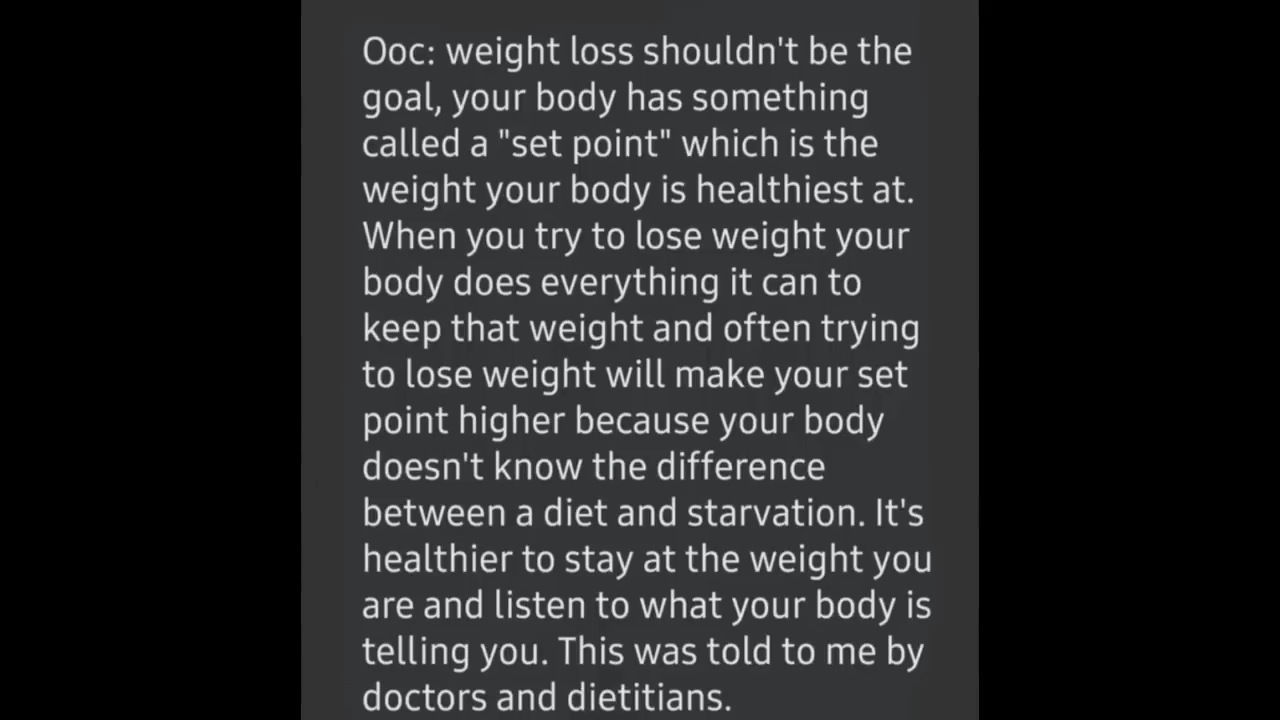 Ooc: weight loss shouldn't be the
goal, your body has something
called a "set point" which is the
weight your body is healthiest at.
When you try to lose weight your
body does everything it can to
keep that weight and often trying
to lose weight will make your set
point higher because your body
doesn't know the difference
between a diet and starvation. It's
healthier to stay at the weight you
are and listen to what your body is
telling you. This was told to me by
doctors and dietitians.